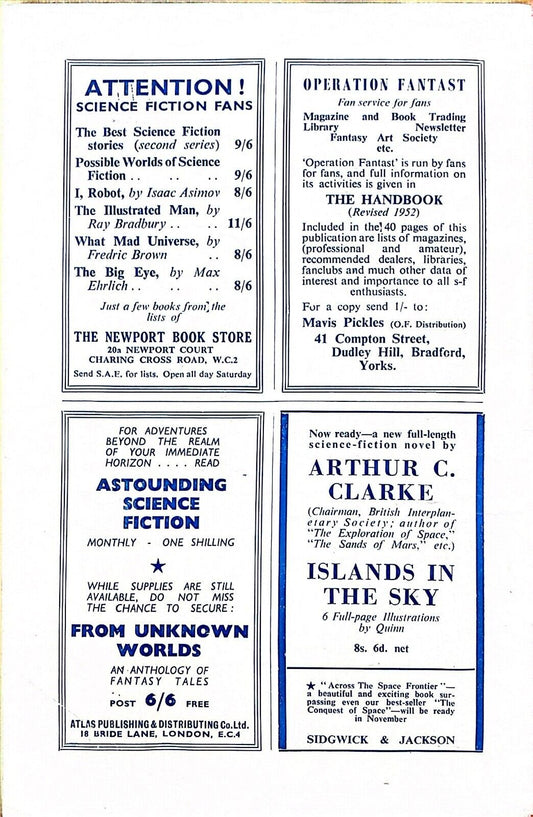 ATTENTION!
SCIENCE FICTION FANS
The Best Science Fiction
stories (second series) 9/6
Possible Worlds of Science
Fiction .. .. .. 9/6
I, Robot, by Isaac Asimov 8/6
The Illustrated Man, by
Ray Bradbury .. .. 11/6
What Mad Universe, by
Fredric Brown .. 8/6
The Big Eye, by Max
Ehrlich .. .. .. 8/6
Just a few books from the
lists of
THE NEWPORT BOOK STORE
20a NEWPORT COURT
CHARING CROSS ROAD, W.C.2
Send S.A.E. for lists. Open all day Saturday
OPERATION FANTAST
Fan service for fans
Magazine and Book Trading
Library Newsletter
Fantasy Art Society
etc.
'Operation Fantast' is run by fans
for fans, and full information on
its activities is given in
THE HANDBOOK
(Revised 1952)
Included in the 40 pages of this
publication are lists of magazines,
(professional and amateur),
recommended dealers, libraries,
fanclubs and much other data of
interest and importance to all s-f
enthusiasts.
For a copy send 1/- to:
Mavis Pickles (O.F. Distribution)
41 Compton Street,
Dudley Hill, Bradford,
Yorks.
FOR ADVENTURES
BEYOND THE REALM
OF YOUR IMMEDIATE
HORIZON .... READ
ASTOUNDING
SCIENCE
FICTION
MONTHLY - ONE SHILLING
★
WHILE SUPPLIES ARE STILL
AVAILABLE, DO NOT MISS
THE CHANCE TO SECURE:
FROM UNKNOWN
WORLDS
AN ANTHOLOGY OF
FANTASY TALES
POST 6/6 FREE
ATLAS PUBLISHING & DISTRIBUTING Co. Ltd.
18 BRIDE LANE, LONDON, E.C.4
Now ready—a new full-length
science-fiction novel by
ARTHUR C.
CLARKE
(Chairman, British Interplan-
etary Society; author of
"The Exploration of Space,"
"The Sands of Mars," etc.)
ISLANDS IN
THE SKY
6 Full-page Illustrations
by Quinn
8s. 6d. net
★ "Across The Space Frontier"—
a beautiful and exciting book sur-
passing even our best-seller "The
Conquest of Space"—will be ready
in November
SIDGWICK & JACKSON